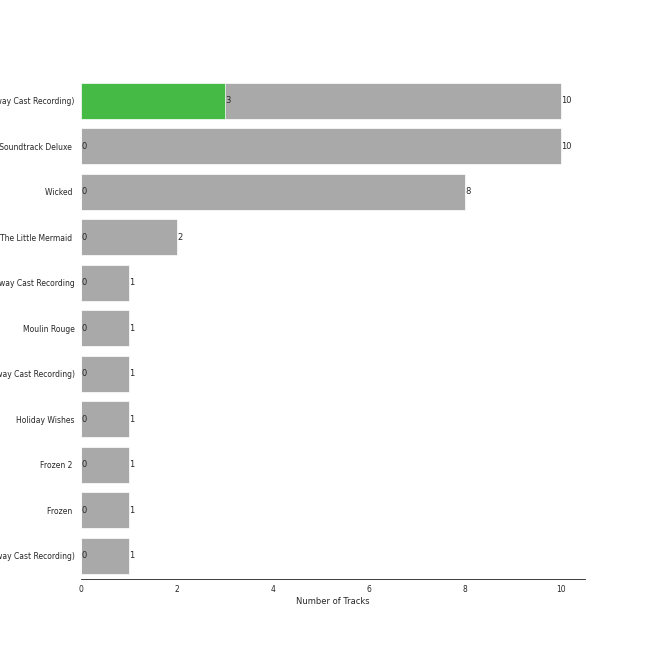 way Cast Recording) 3 10
Soundtrack Deluxe 0 10
Wicked 0 8
The Little Mermaid 0 2
way Cast Recording 0 1
Moulin Rouge 0 1
way Cast Recording) 0 1
Holiday Wishes 0 1
Frozen 2 0 1
Frozen 0 1
way Cast Recording) 0 1
0 2 4 6 8 10
Number of Tracks